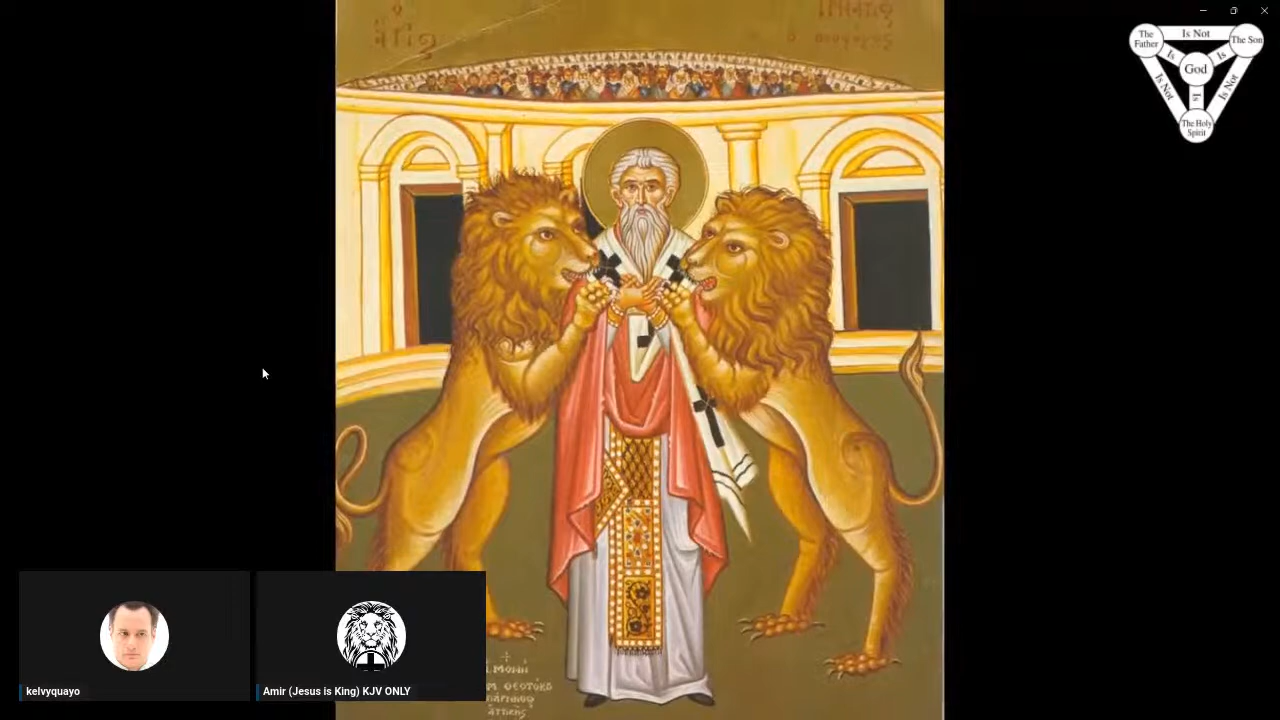 Ο
ἍΓΙΟς
ΙΓΝΑΤΙΟς
ὁ θεοφόρος
The Father
Is Not
The Son
Is
Is
God
Is Not
Is
Is Not
The Holy Spirit
kelvyquayo
Amir (Jesus is King) KJV ONLY